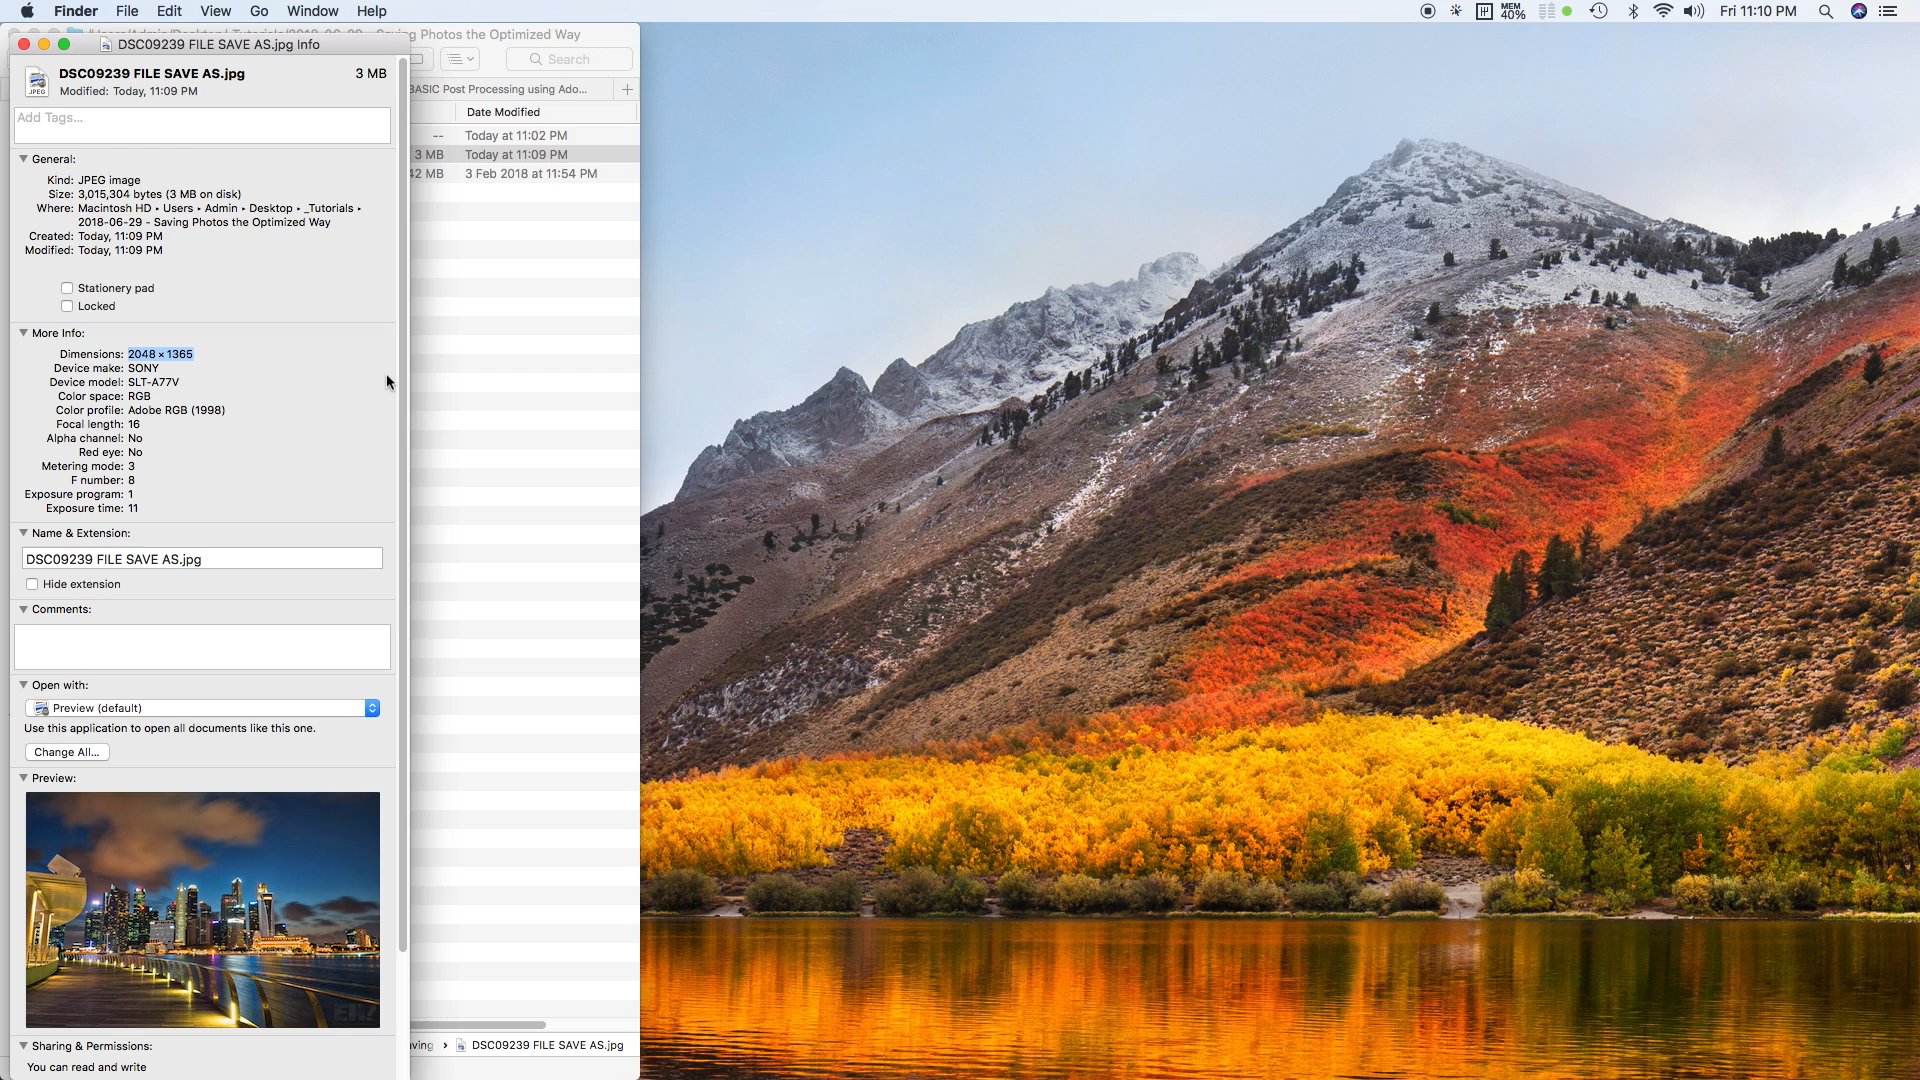 Finder File Edit View Go Window Help
MEM
40%
Fri 11:10 PM
Saving Photos the Optimized Way
DSC09239 FILE SAVE AS.jpg Info
Search
DSC09239 FILE SAVE AS.jpg 3 MB
Modified: Today, 11:09 PM
BASIC Post Processing using Ado...
Add Tags...
Date Modified
-- Today at 11:02 PM
3 MB Today at 11:09 PM
42 MB 3 Feb 2018 at 11:54 PM
General:
Kind: JPEG image
Size: 3,015,304 bytes (3 MB on disk)
Where: Macintosh HD ▸ Users ▸ Admin ▸ Desktop ▸ _Tutorials ▸
2018-06-29 - Saving Photos the Optimized Way
Created: Today, 11:09 PM
Modified: Today, 11:09 PM
Stationery pad
Locked
More Info:
Dimensions: 2048 × 1365
Device make: SONY
Device model: SLT-A77V
Color space: RGB
Color profile: Adobe RGB (1998)
Focal length: 16
Alpha channel: No
Red eye: No
Metering mode: 3
F number: 8
Exposure program: 1
Exposure time: 11
Name & Extension:
DSC09239 FILE SAVE AS.jpg
Hide extension
Comments:
Open with:
Preview (default)
Use this application to open all documents like this one.
Change All...
Preview:
Sharing & Permissions:
You can read and write
ving › DSC09239 FILE SAVE AS.jpg